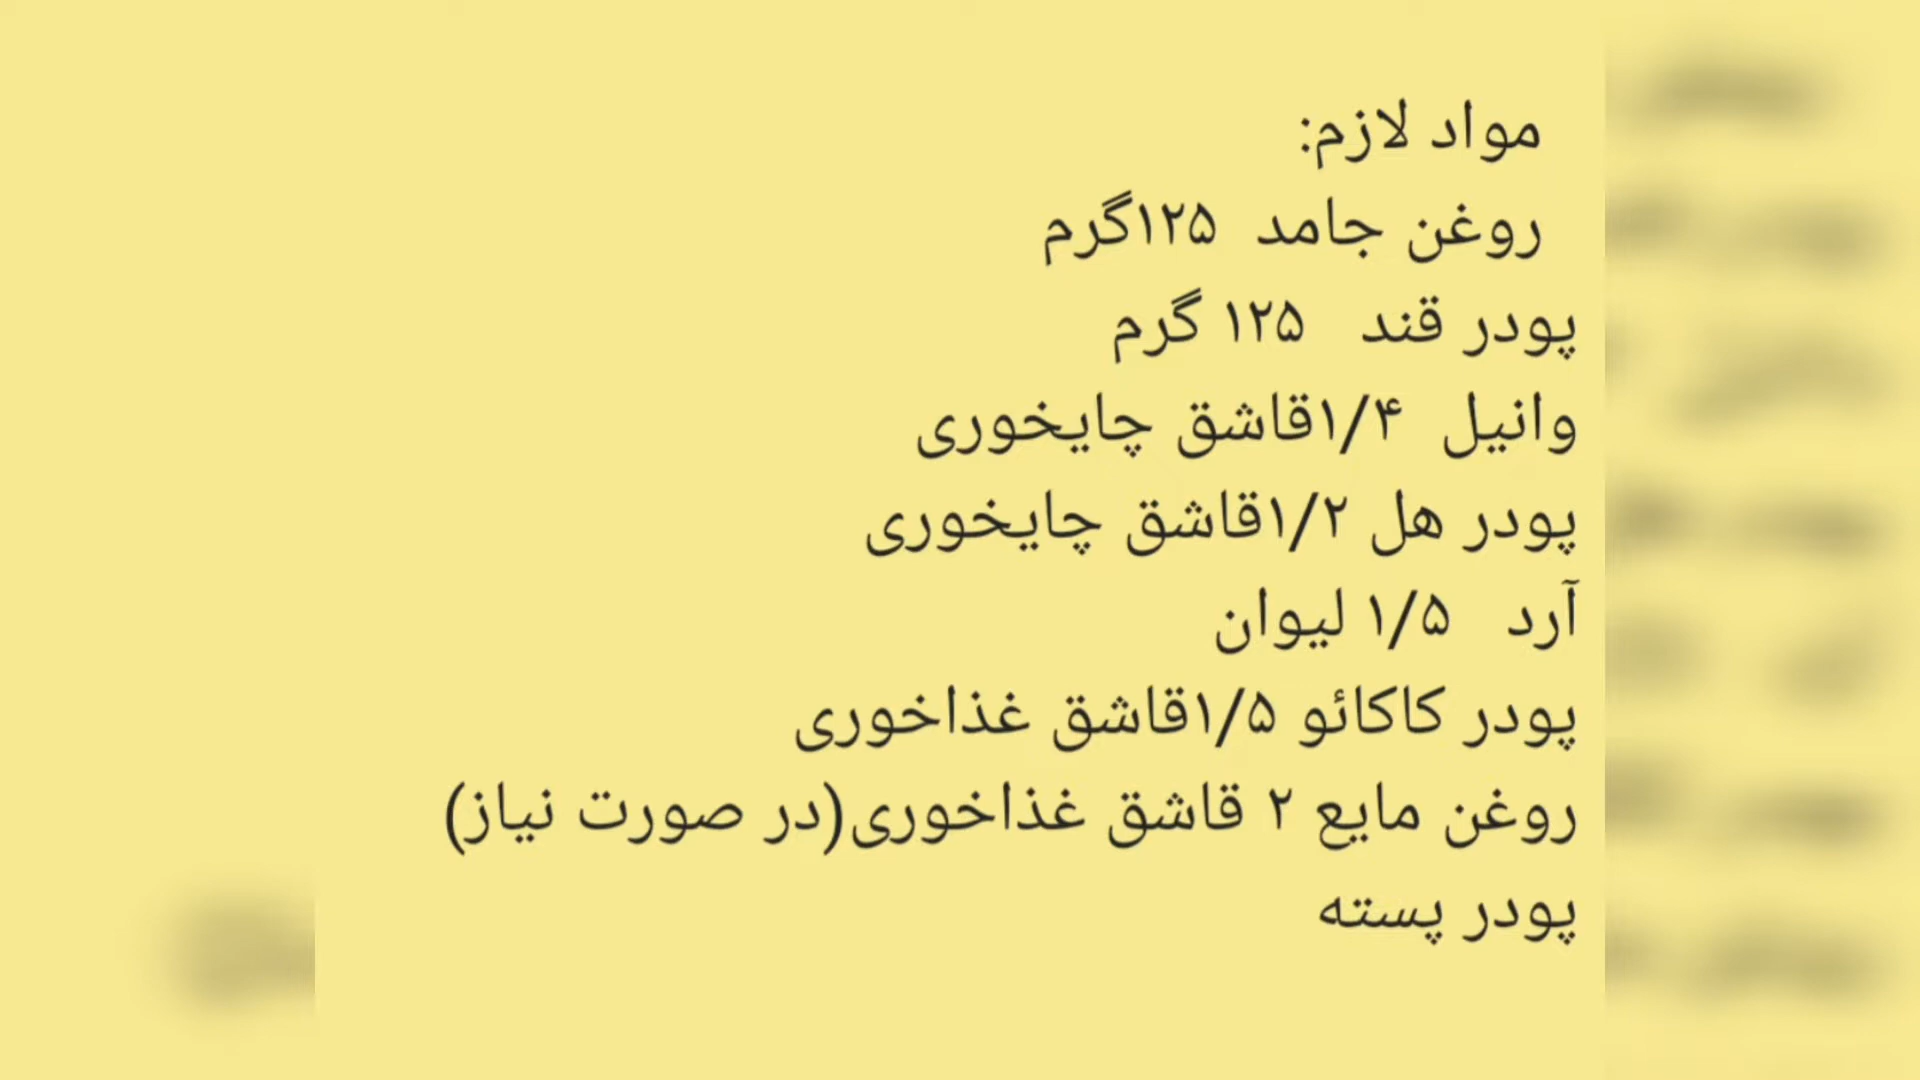 مواد لازم:
روغن جامد ۱۲۵گرم
پودر قند ۱۲۵ گرم
وانیل ۱/۴قاشق چایخوری
پودر هل ۱/۲قاشق چایخوری
آرد ۱/۵ لیوان
پودر کاکائو ۱/۵قاشق غذاخوری
روغن مایع ۲ قاشق غذاخوری(در صورت نیاز)
پودر پسته